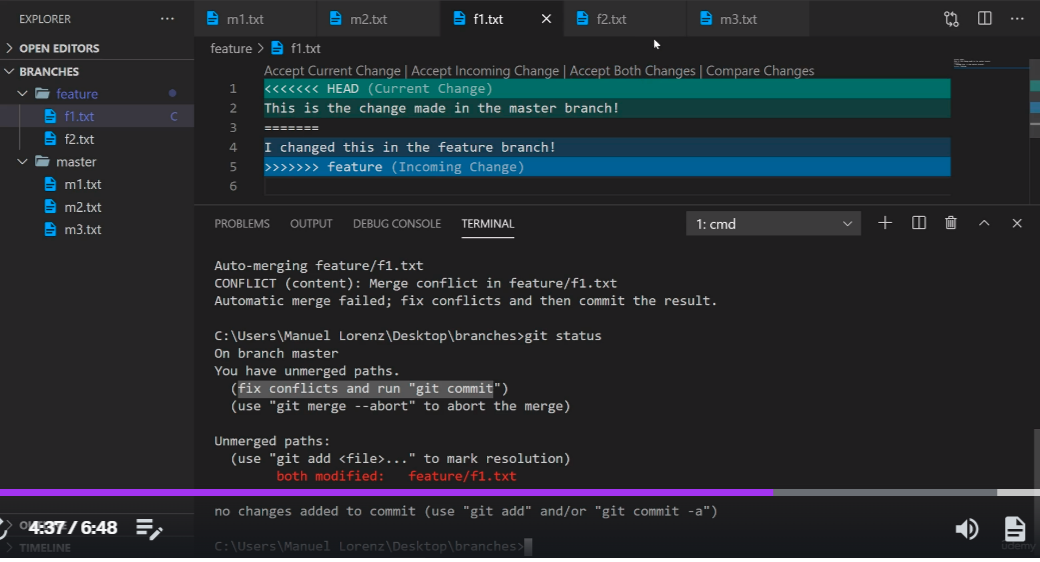 EXPLORER
m1.txt
m2.txt
f1.txt
f2.txt
m3.txt
OPEN EDITORS
BRANCHES
feature
f1.txt C
f2.txt
master
m1.txt
m2.txt
m3.txt
feature > f1.txt
Accept Current Change | Accept Incoming Change | Accept Both Changes | Compare Changes
1 <<<<<<< HEAD (Current Change)
2 This is the change made in the master branch!
3 =======
4 I changed this in the feature branch!
5 >>>>>>> feature (Incoming Change)
6
PROBLEMS OUTPUT DEBUG CONSOLE TERMINAL 1: cmd
Auto-merging feature/f1.txt
CONFLICT (content): Merge conflict in feature/f1.txt
Automatic merge failed; fix conflicts and then commit the result.
C:\Users\Manuel Lorenz\Desktop\branches>git status
On branch master
You have unmerged paths.
(fix conflicts and run "git commit")
(use "git merge --abort" to abort the merge)
Unmerged paths:
(use "git add <file>..." to mark resolution)
both modified: feature/f1.txt
no changes added to commit (use "git add" and/or "git commit -a")
C:\Users\Manuel Lorenz\Desktop\branches>
4:37 / 6:48
TIMELINE
udemy